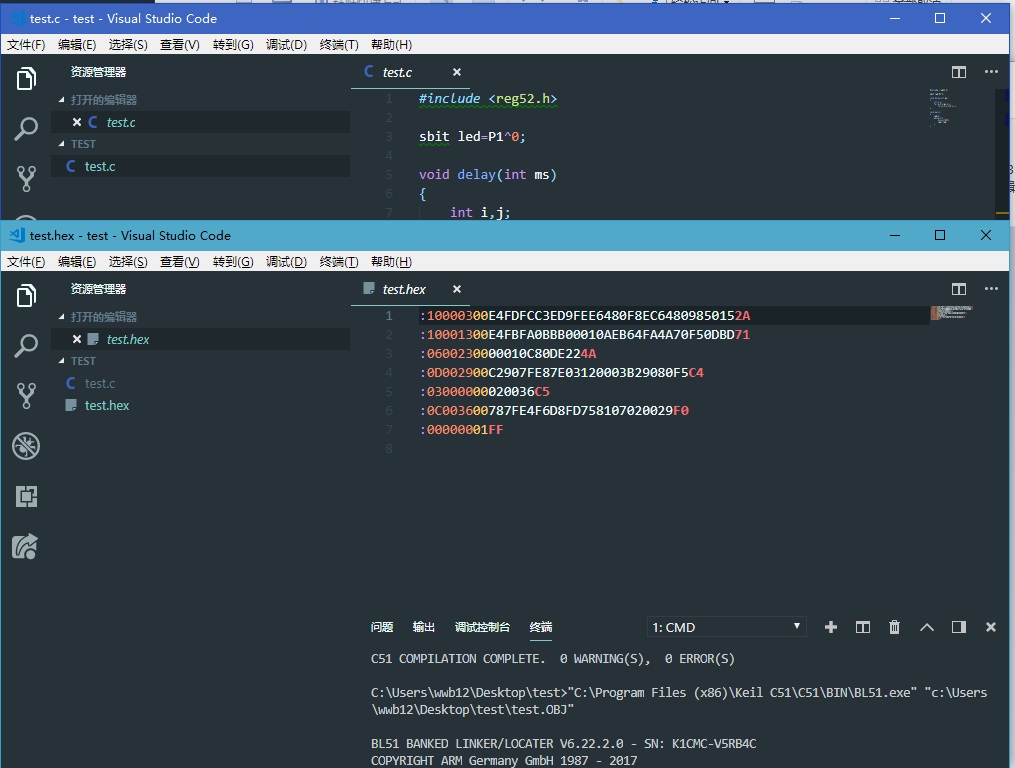 test.c - test - Visual Studio Code
文件(F) 编辑(E) 选择(S) 查看(V) 转到(G) 调试(D) 终端(T) 帮助(H)
资源管理器
打开的编辑器
test.c
TEST
test.c
test.c
1 #include <reg52.h>
2
3 sbit led=P1^0;
4
5 void delay(int ms)
6 {
7 int i,j;
test.hex - test - Visual Studio Code
文件(F) 编辑(E) 选择(S) 查看(V) 转到(G) 调试(D) 终端(T) 帮助(H)
资源管理器
打开的编辑器
test.hex
TEST
test.c
test.hex
test.hex
1 :10000300E4FDFCC3ED9FEE6480F8EC64809850152A
2 :10001300E4FBFA0BBB00010AEB64FA4A70F50DBD71
3 :0600230000010C80DE224A
4 :0D002900C2907FE87E03120003B29080F5C4
5 :03000000020036C5
6 :0C003600787FE4F6D8FD758107020029F0
7 :00000001FF
8
问题 输出 调试控制台 终端 1: CMD
C51 COMPILATION COMPLETE.  0 WARNING(S),  0 ERROR(S)
C:\Users\wwb12\Desktop\test>"C:\Program Files (x86)\Keil C51\C51\BIN\BL51.exe" "c:\Users
\wwb12\Desktop\test\test.OBJ"
BL51 BANKED LINKER/LOCATER V6.22.2.0 - SN: K1CMC-V5RB4C
COPYRIGHT ARM Germany GmbH 1987 - 2017